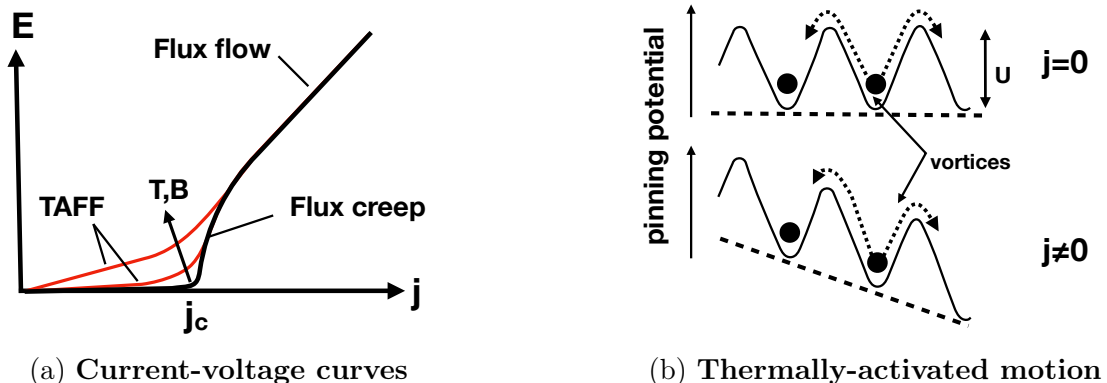 E
Flux flow
T,B
TAFF
Flux creep
j
jc
(a) Current-voltage curves
pinning potential
U
j=0
vortices
j≠0
(b) Thermally-activated motion